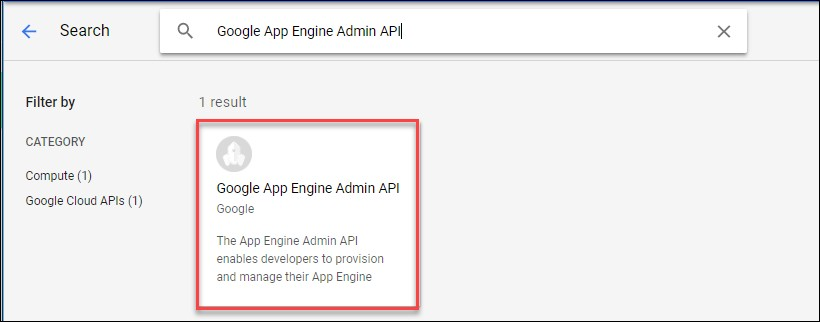 Search
Google App Engine Admin API
Filter by
1 result
CATEGORY
Compute (1)
Google Cloud APIs (1)
Google App Engine Admin API
Google
The App Engine Admin API
enables developers to provision
and manage their App Engine